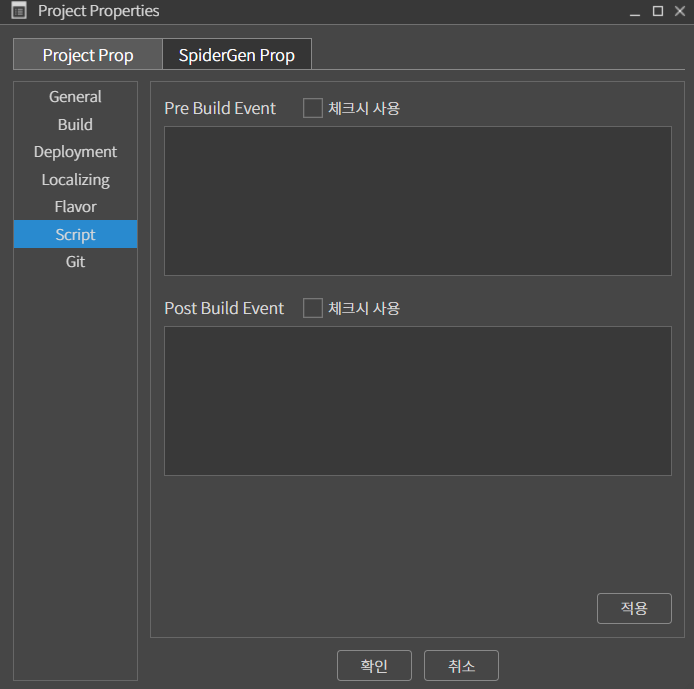 Project Properties
Project Prop SpiderGen Prop
General
Build
Deployment
Localizing
Flavor
Script
Git
Pre Build Event 체크시 사용
Post Build Event 체크시 사용
적용
확인 취소